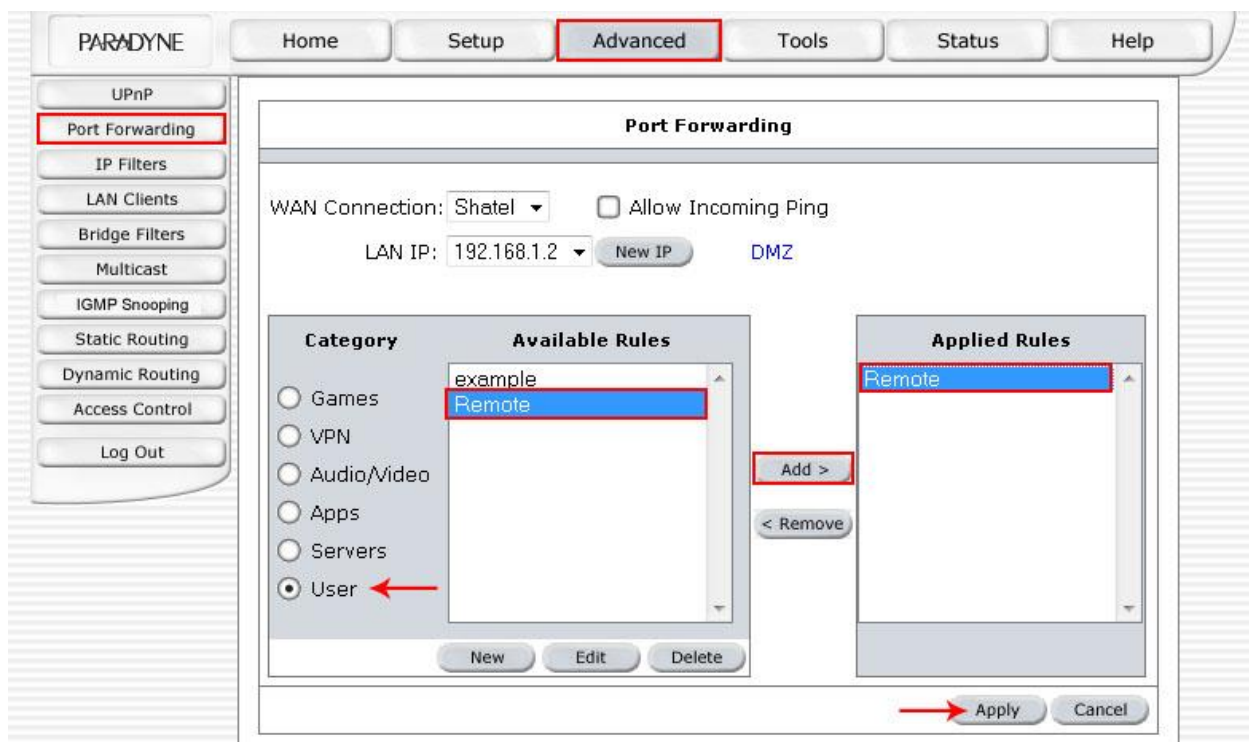 PARADYNE
Home
Setup
Advanced
Tools
Status
Help
UPnP
Port Forwarding
IP Filters
LAN Clients
Bridge Filters
Multicast
IGMP Snooping
Static Routing
Dynamic Routing
Access Control
Log Out
Port Forwarding
WAN Connection: Shatel Allow Incoming Ping
LAN IP: 192.168.1.2 New IP DMZ
Category
Games
VPN
Audio/Video
Apps
Servers
User
Available Rules
example
Remote
New Edit Delete
Add >
< Remove
Applied Rules
Remote
Apply Cancel